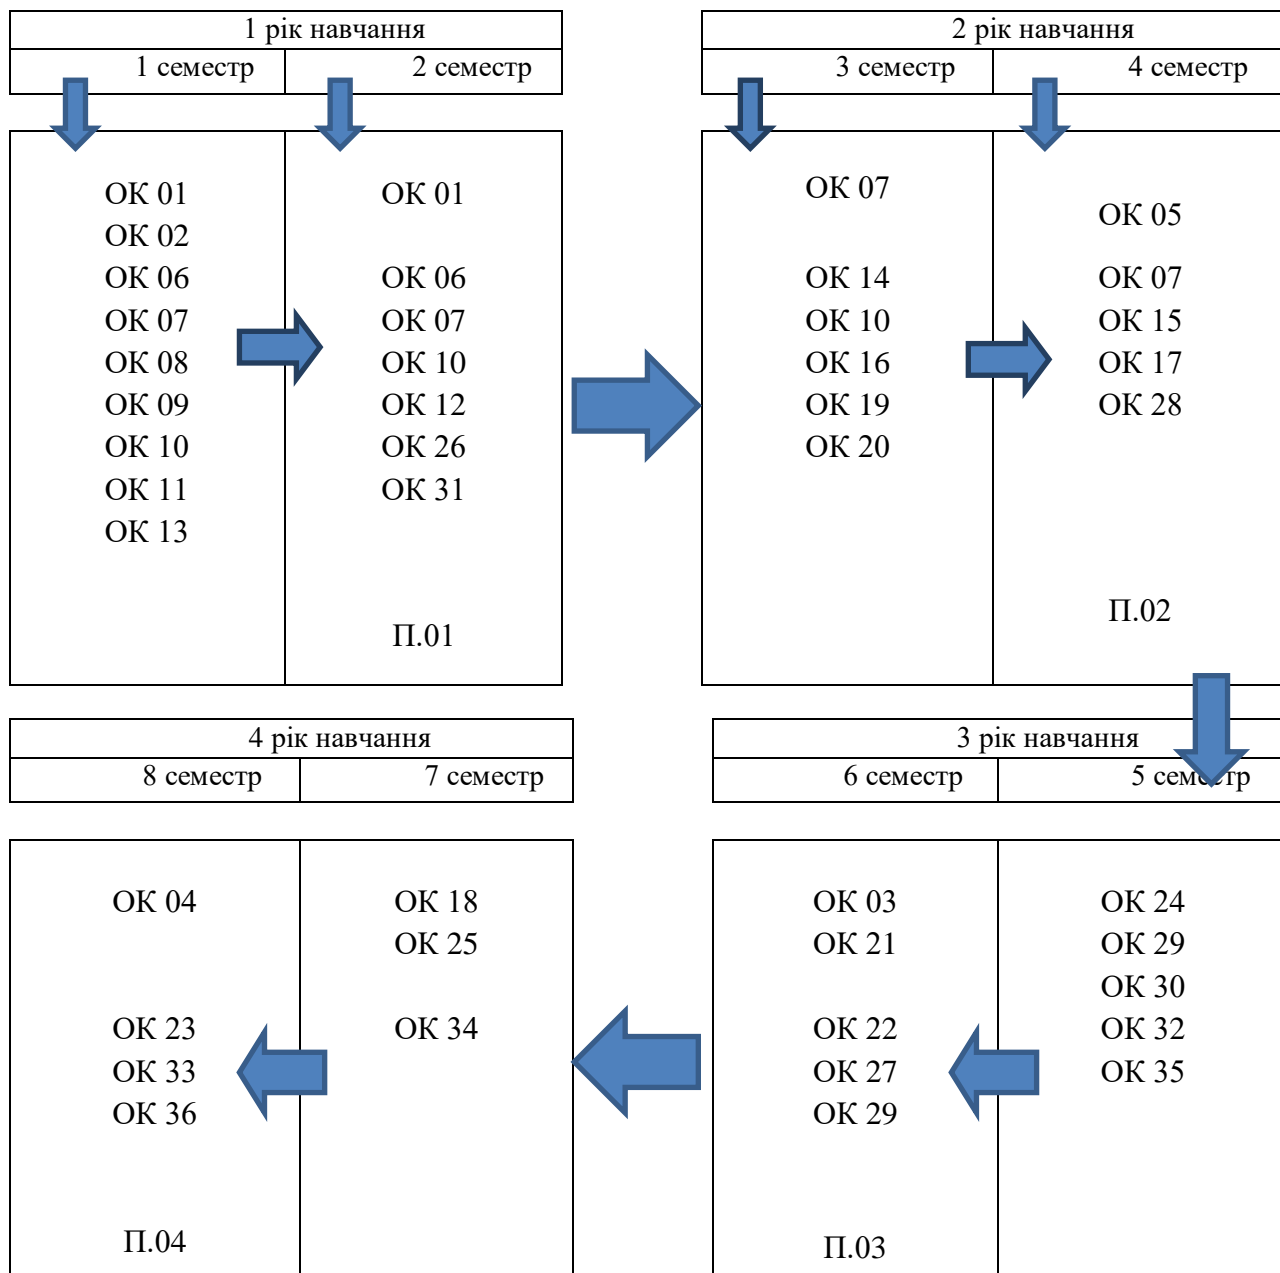 1 рік навчання
1 семестр
2 семестр
ОК 01
ОК 02
ОК 06
ОК 07
ОК 08
ОК 09
ОК 10
ОК 11
ОК 13
ОК 01
ОК 06
ОК 07
ОК 10
ОК 12
ОК 26
ОК 31
П.01
2 рік навчання
3 семестр
4 семестр
ОК 07
ОК 14
ОК 10
ОК 16
ОК 19
ОК 20
ОК 05
ОК 07
ОК 15
ОК 17
ОК 28
П.02
4 рік навчання
8 семестр
7 семестр
ОК 04
ОК 23
ОК 33
ОК 36
П.04
ОК 18
ОК 25
ОК 34
3 рік навчання
6 семестр
5 семестр
ОК 03
ОК 21
ОК 22
ОК 27
ОК 29
П.03
ОК 24
ОК 29
ОК 30
ОК 32
ОК 35